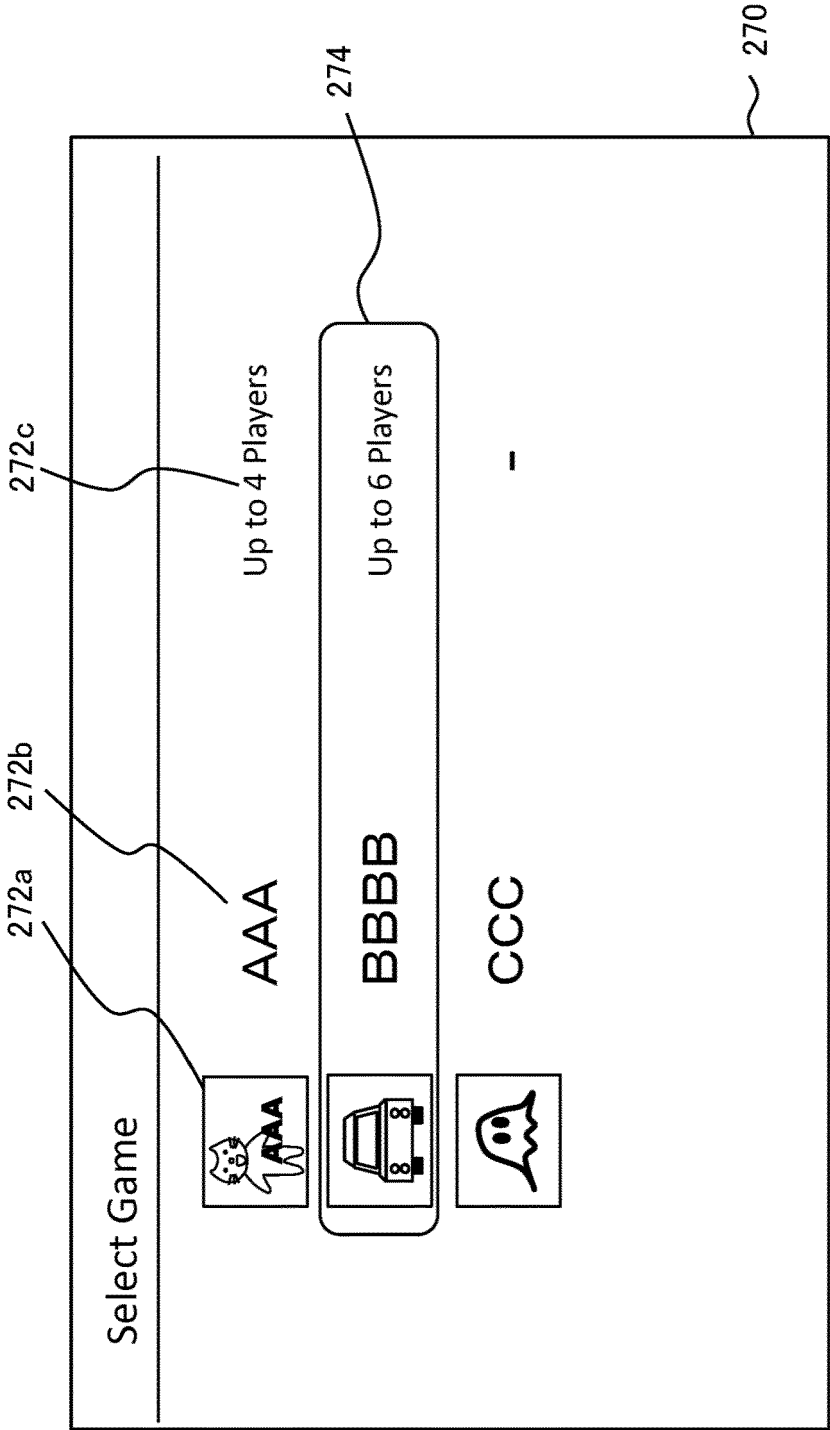 272a
272b
272c
274
270
Select Game
AAA
AAA
Up to 4 Players
BBBB
Up to 6 Players
CCC
-